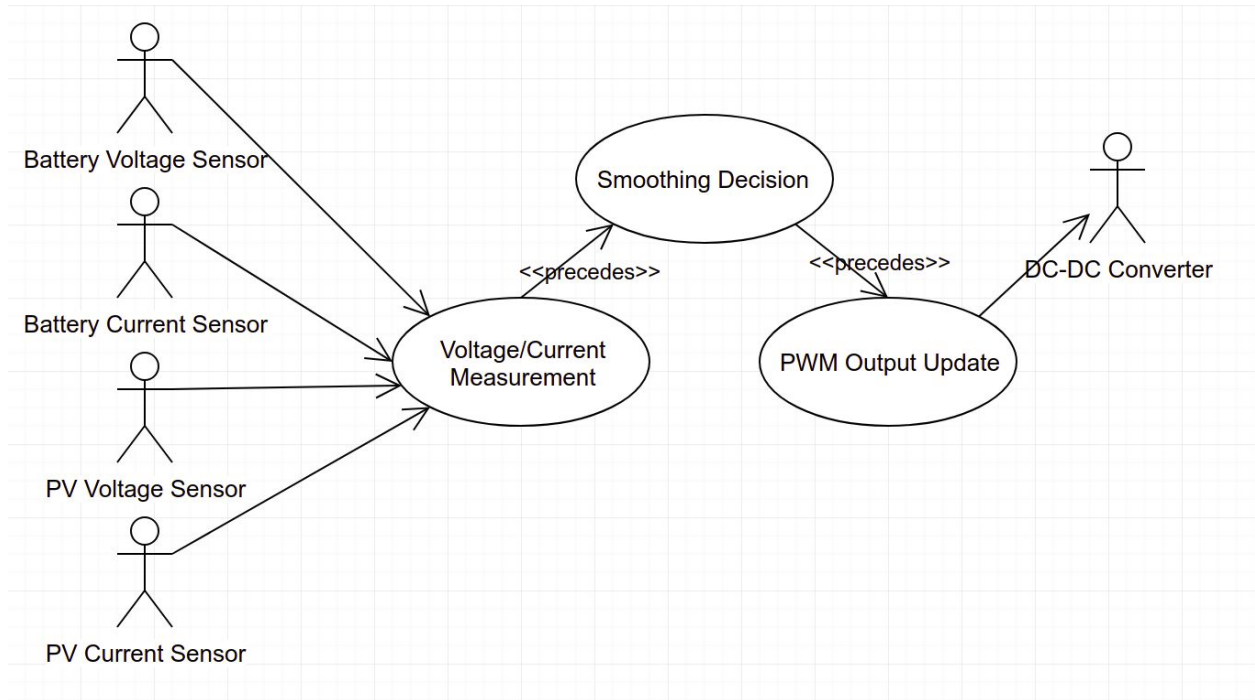 Battery Voltage Sensor
Battery Current Sensor
PV Voltage Sensor
PV Current Sensor
Voltage/Current
Measurement
<<precedes>>
Smoothing Decision
<<precedes>>
PWM Output Update
DC-DC Converter